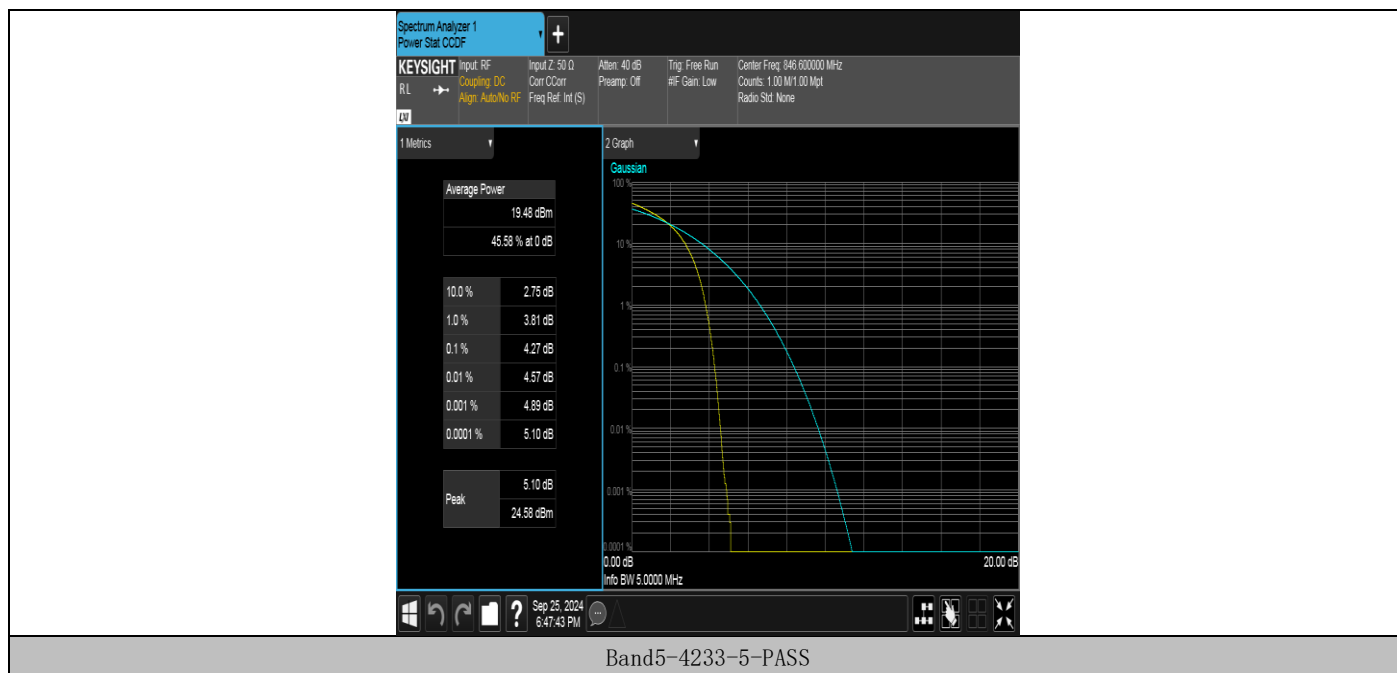 Spectrum Analyzer 1
Power Stat CCDF
+
KEYSIGHT
RL
LXI
Input: RF
Coupling: DC
Align: Auto/No RF
Input Z: 50 Ω
Corr CCorr
Freq Ref: Int (S)
Atten: 40 dB
Preamp: Off
Trig: Free Run
#IF Gain: Low
Center Freq: 846.600000 MHz
Counts: 1.00 M/1.00 Mpt
Radio Std: None
1 Metrics
Average Power
19.48 dBm
45.58 % at 0 dB
10.0 % 2.75 dB
1.0 % 3.81 dB
0.1 % 4.27 dB
0.01 % 4.57 dB
0.001 % 4.89 dB
0.0001 % 5.10 dB
Peak
5.10 dB
24.58 dBm
2 Graph
Gaussian
100 %
10 %
1 %
0.1 %
0.01 %
0.001 %
0.0001 %
0.00 dB 20.00 dB
Info BW 5.0000 MHz
?
Sep 25, 2024
6:47:43 PM
Band5-4233-5-PASS